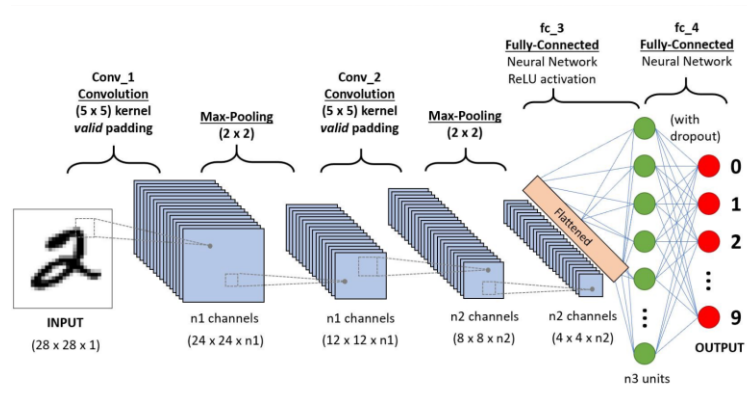 fc_3
Fully-Connected
Neural Network
ReLU activation
fc_4
Fully-Connected
Neural Network
Conv_1
Convolution
(5 x 5) kernel
valid padding
Max-Pooling
(2 x 2)
Conv_2
Convolution
(5 x 5) kernel
valid padding
Max-Pooling
(2 x 2)
(with
dropout)
2
Flattened
0
1
2
9
INPUT
(28 x 28 x 1)
n1 channels
(24 x 24 x n1)
n1 channels
(12 x 12 x n1)
n2 channels
(8 x 8 x n2)
n2 channels
(4 x 4 x n2)
OUTPUT
n3 units